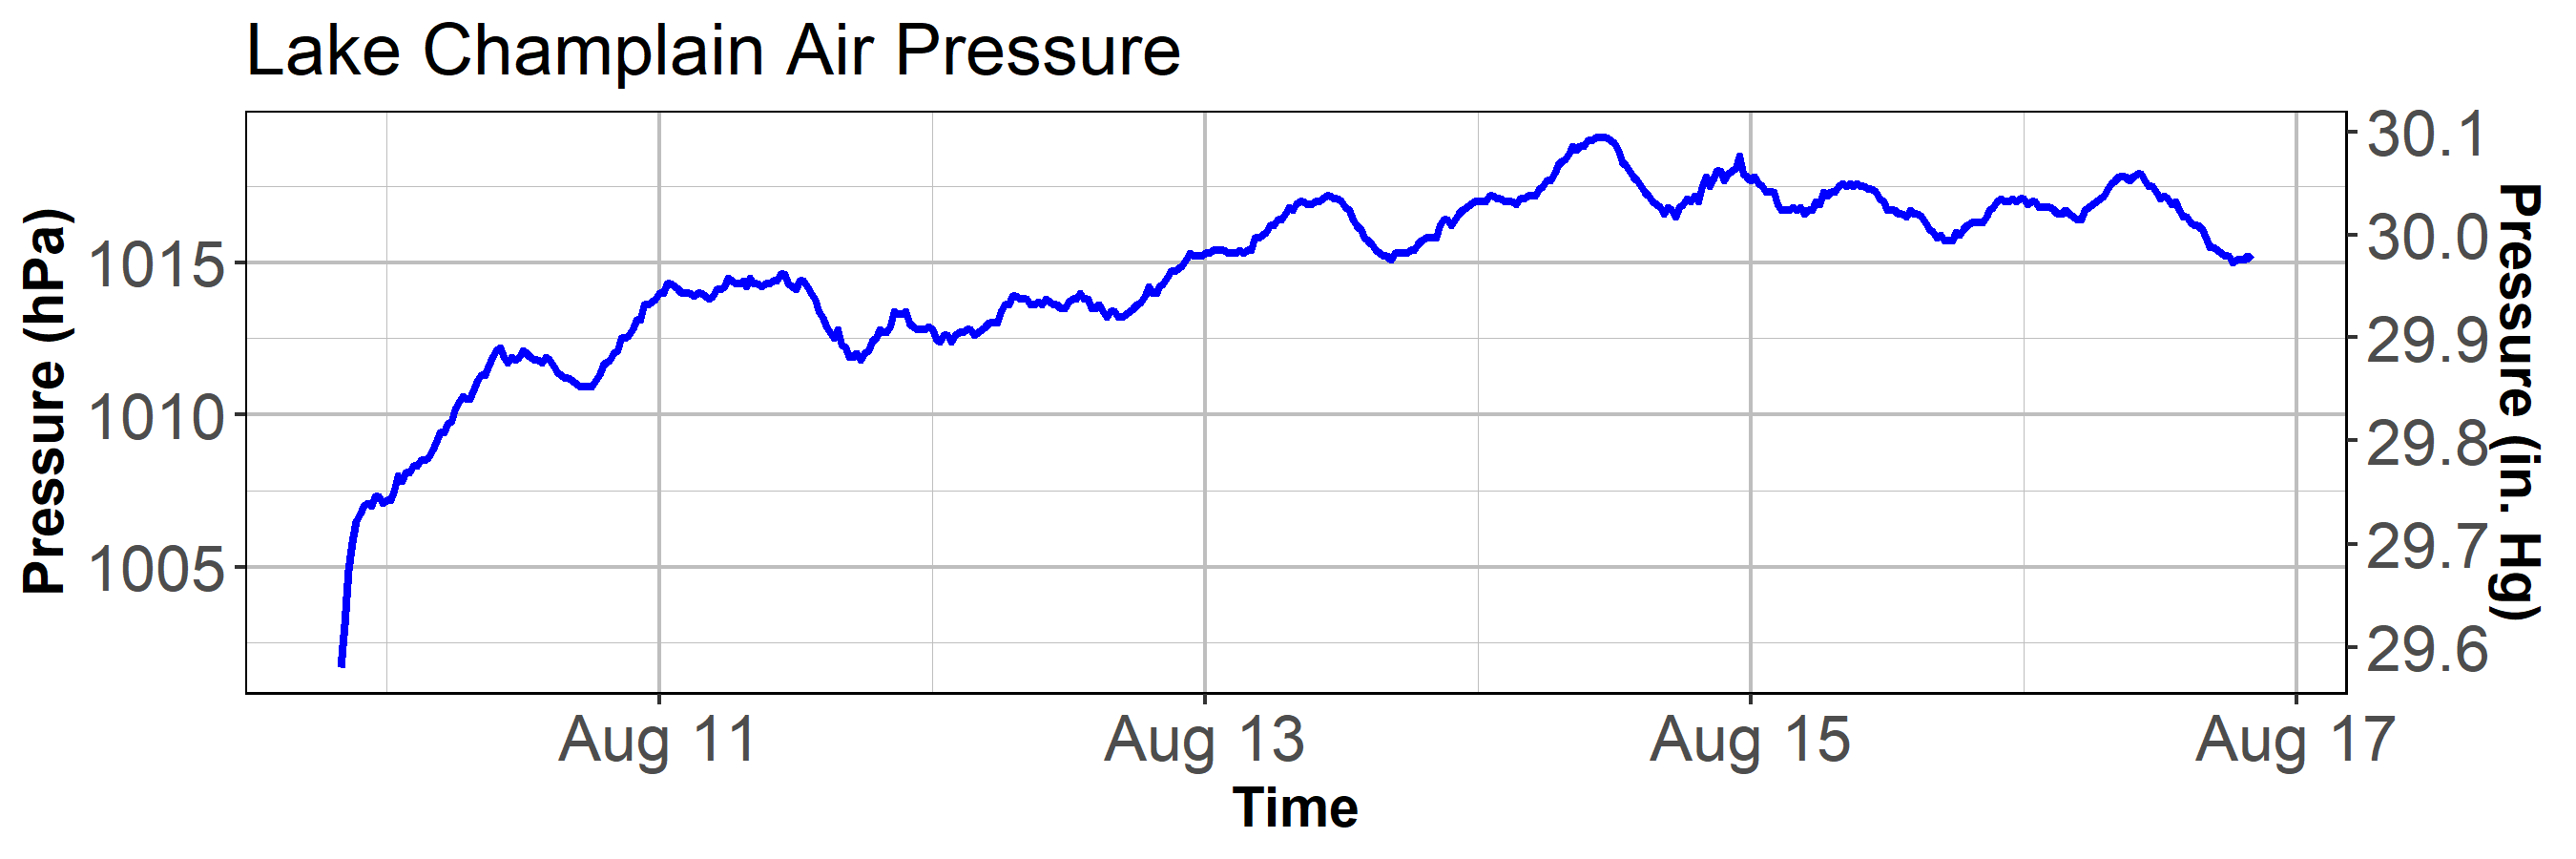 Lake Champlain Air Pressure
Pressure (hPa)
1015
1010
1005
30.1
30.0
29.9
29.8
29.7
29.6
Pressure (in. Hg)
Aug 11 Aug 13 Aug 15 Aug 17
Time